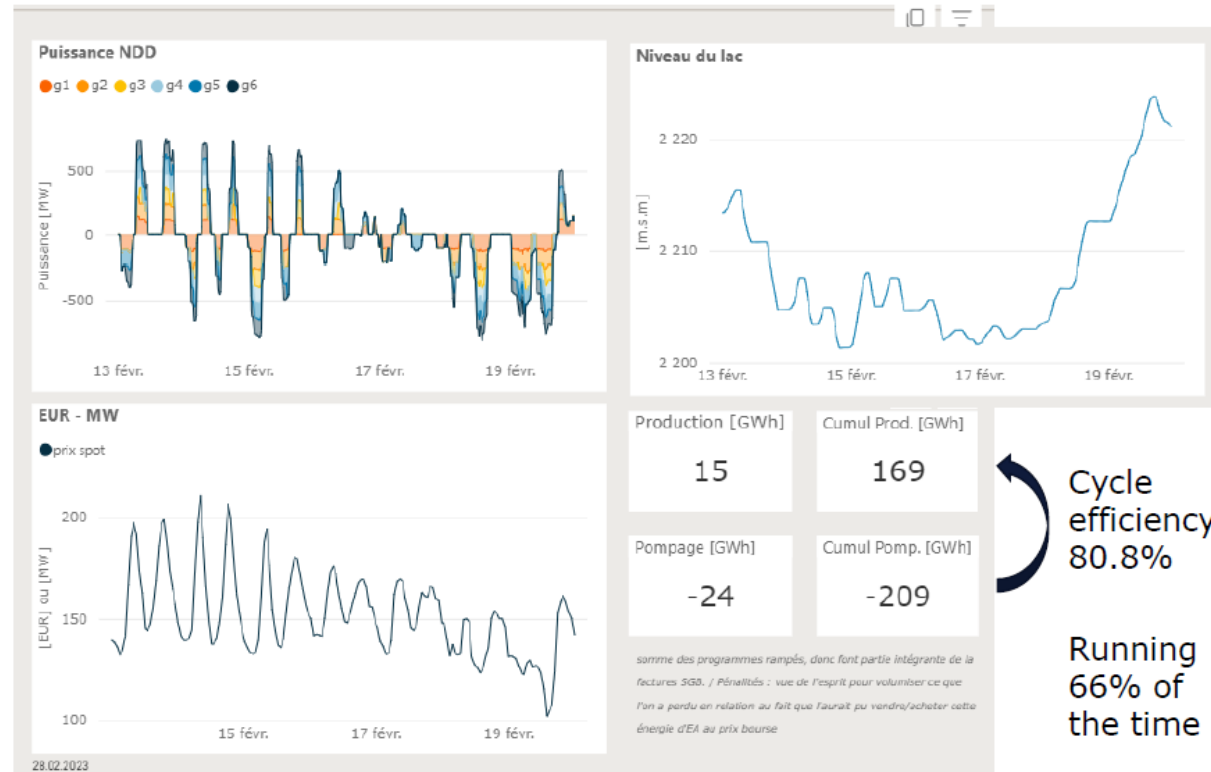 Puissance NDD
g1 g2 g3 g4 g5 g6
Puissance [MW]
500
0
-500
13 févr.
15 févr.
17 févr.
19 févr.
Niveau du lac
[m.s.m]
2 220
2 210
2 200
13 févr.
15 févr.
17 févr.
19 févr.
EUR - MW
prix spot
[EUR] ou [MW]
200
150
100
15 févr.
17 févr.
19 févr.
Production [GWh]
15
Cumul Prod. [GWh]
169
Pompage [GWh]
-24
Cumul Pomp. [GWh]
-209
somme des programmes rampés, donc font partie intégrante de la
factures SGB. / Pénalités : vue de l'esprit pour volumiser ce que
l'on a perdu en relation au fait que l'aurait pu vendre/acheter cette
énergie d'EA au prix bourse
Cycle
efficiency
80.8%
Running
66% of
the time
28.02.2023